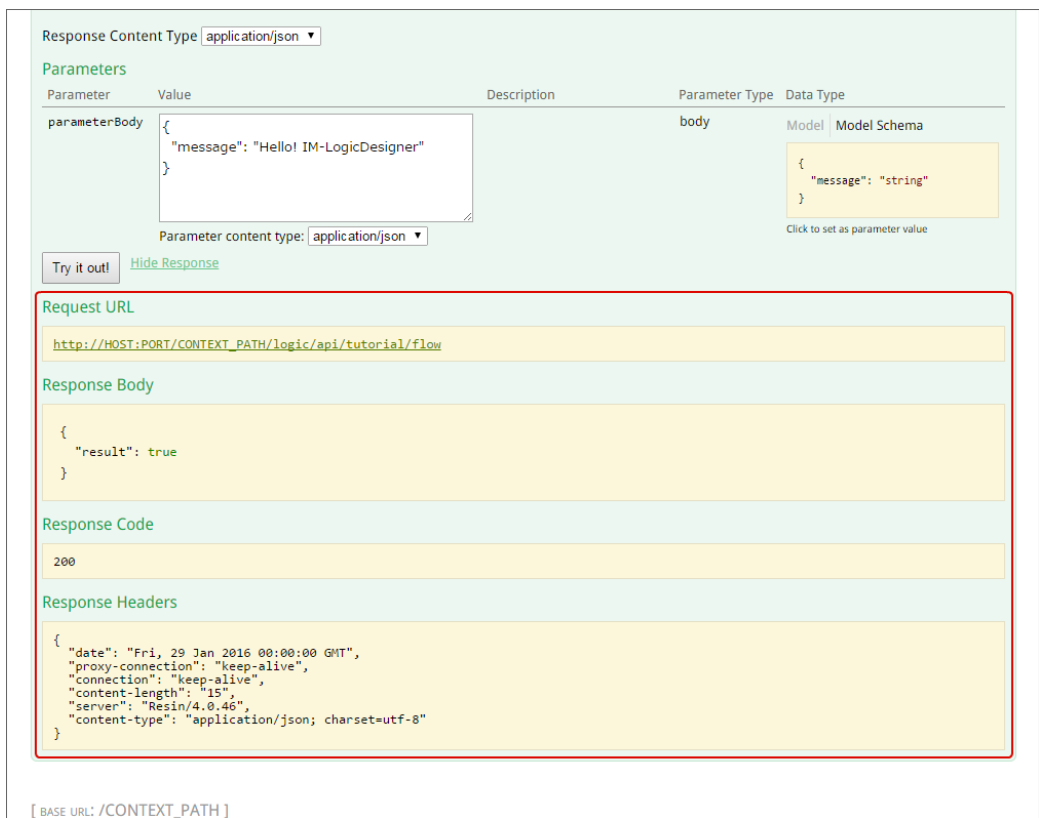 Response Content Type application/json
Parameters
Parameter Value Description Parameter Type Data Type
parameterBody
{
"message": "Hello! IM-LogicDesigner"
}
body
Model Model Schema
{
"message": "string"
}
Click to set as parameter value
Parameter content type: application/json
Try it out! Hide Response
Request URL
http://HOST:PORT/CONTEXT_PATH/logic/api/tutorial/flow
Response Body
{
"result": true
}
Response Code
200
Response Headers
{
"date": "Fri, 29 Jan 2016 00:00:00 GMT",
"proxy-connection": "keep-alive",
"connection": "keep-alive",
"content-length": "15",
"server": "Resin/4.0.46",
"content-type": "application/json; charset=utf-8"
}
[ BASE URL: /CONTEXT_PATH ]